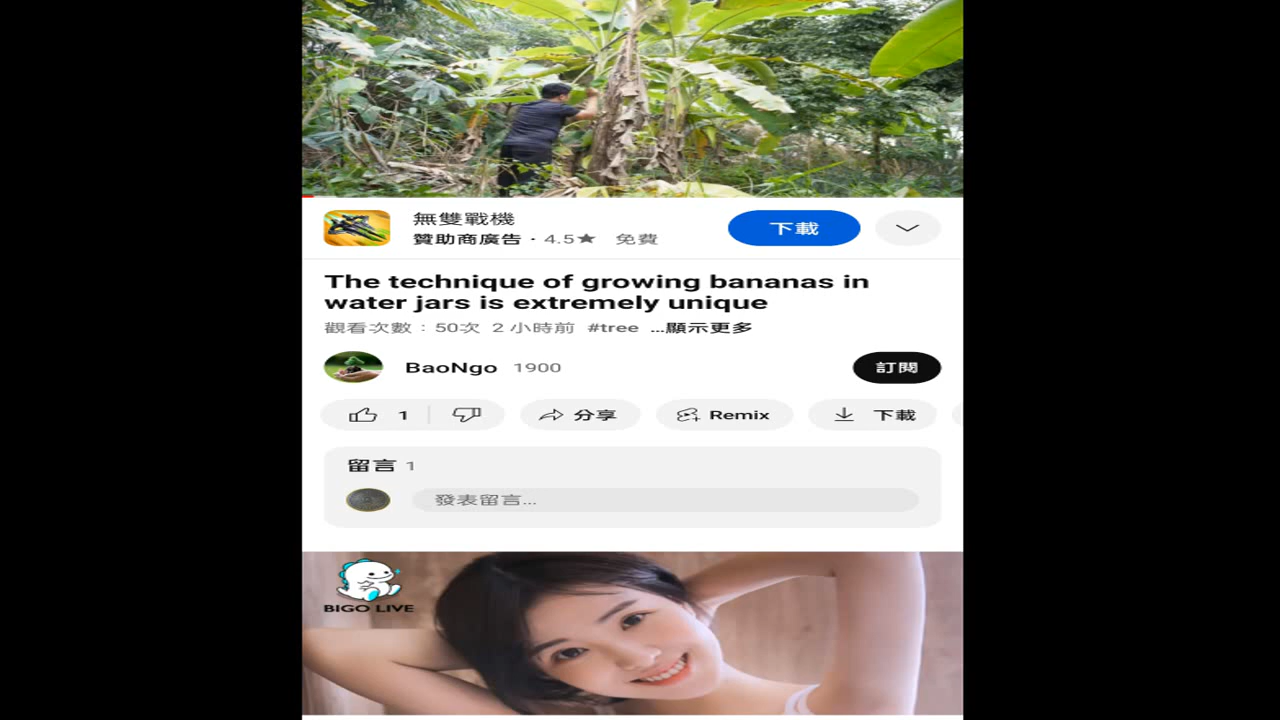 無雙戰機
贊助商廣告 · 4.5★ 免費
下載
The technique of growing bananas in
water jars is extremely unique
觀看次數：50次 2 小時前 #tree ...顯示更多
BaoNgo 1900
訂閱
1
分享
Remix
下載
留言 1
發表留言...
BIGO LIVE